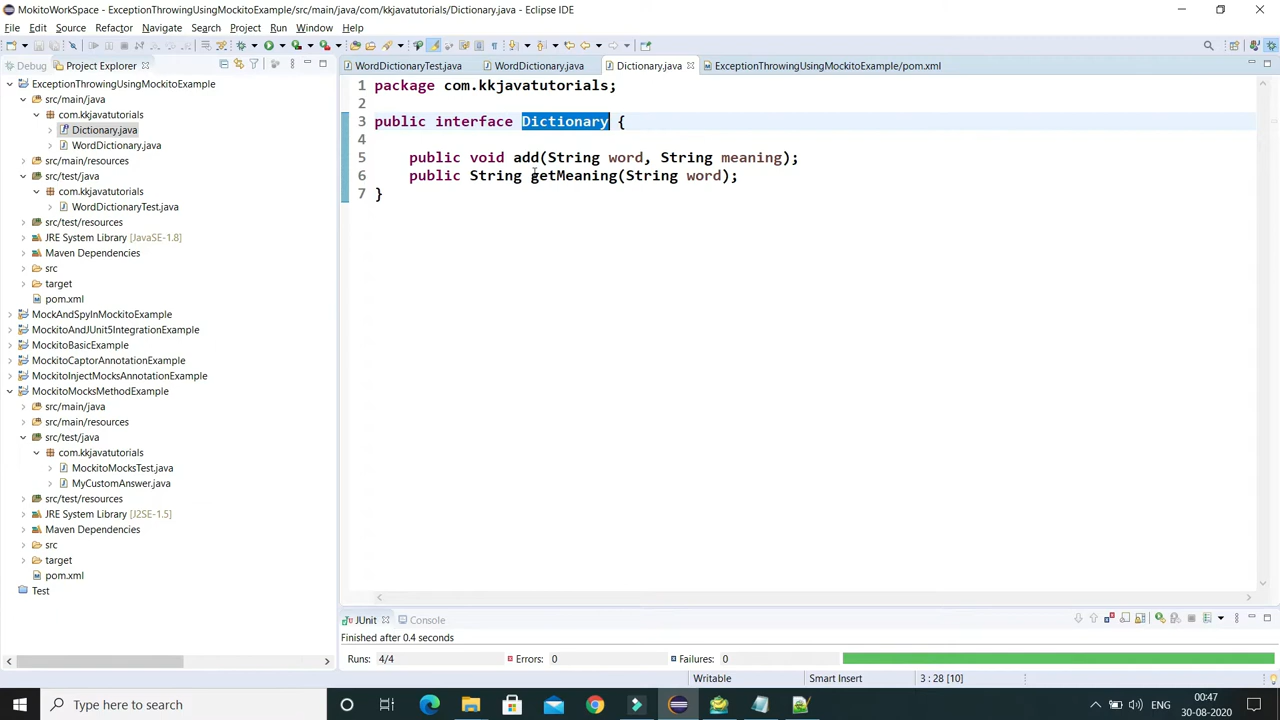 MokitoWorkSpace - ExceptionThrowingUsingMockitoExample/src/main/java/com/kkjavatutorials/Dictionary.java - Eclipse IDE
File Edit Source Refactor Navigate Search Project Run Window Help
Debug Project Explorer
ExceptionThrowingUsingMockitoExample
src/main/java
com.kkjavatutorials
Dictionary.java
WordDictionary.java
src/main/resources
src/test/java
com.kkjavatutorials
WordDictionaryTest.java
src/test/resources
JRE System Library [JavaSE-1.8]
Maven Dependencies
src
target
pom.xml
MockAndSpyInMockitoExample
MockitoAndJUnit5IntegrationExample
MockitoBasicExample
MockitoCaptorAnnotationExample
MockitoInjectMocksAnnotationExample
MockitoMocksMethodExample
src/main/java
src/main/resources
src/test/java
com.kkjavatutorials
MockitoMocksTest.java
MyCustomAnswer.java
src/test/resources
JRE System Library [J2SE-1.5]
Maven Dependencies
src
target
pom.xml
Test
WordDictionaryTest.java WordDictionary.java Dictionary.java ExceptionThrowingUsingMockitoExample/pom.xml
1 package com.kkjavatutorials;
2
3 public interface Dictionary {
4
5 public void add(String word, String meaning);
6 public String getMeaning(String word);
7 }
JUnit Console
Finished after 0.4 seconds
Runs: 4/4 Errors: 0 Failures: 0
Writable Smart Insert 3 : 28 [10]
Type here to search
ENG
00:47
30-08-2020